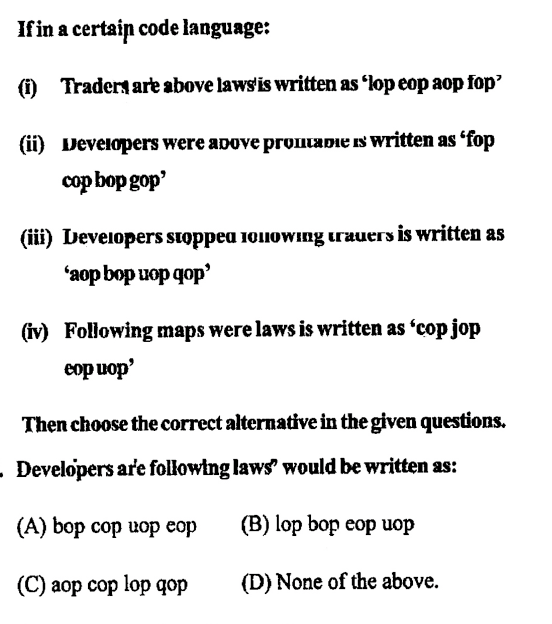 If in a certain code language:
(i) Traders are above laws is written as ‘lop eop aop fop’
(ii) Developers were above profitable is written as ‘fop
cop bop gop’
(iii) Developers stopped following traders is written as
‘aop bop uop qop’
(iv) Following maps were laws is written as ‘cop jop
eop uop’
Then choose the correct alternative in the given questions.
. Developers are following laws” would be written as:
(A) bop cop uop eop (B) lop bop eop uop
(C) aop cop lop qop (D) None of the above.